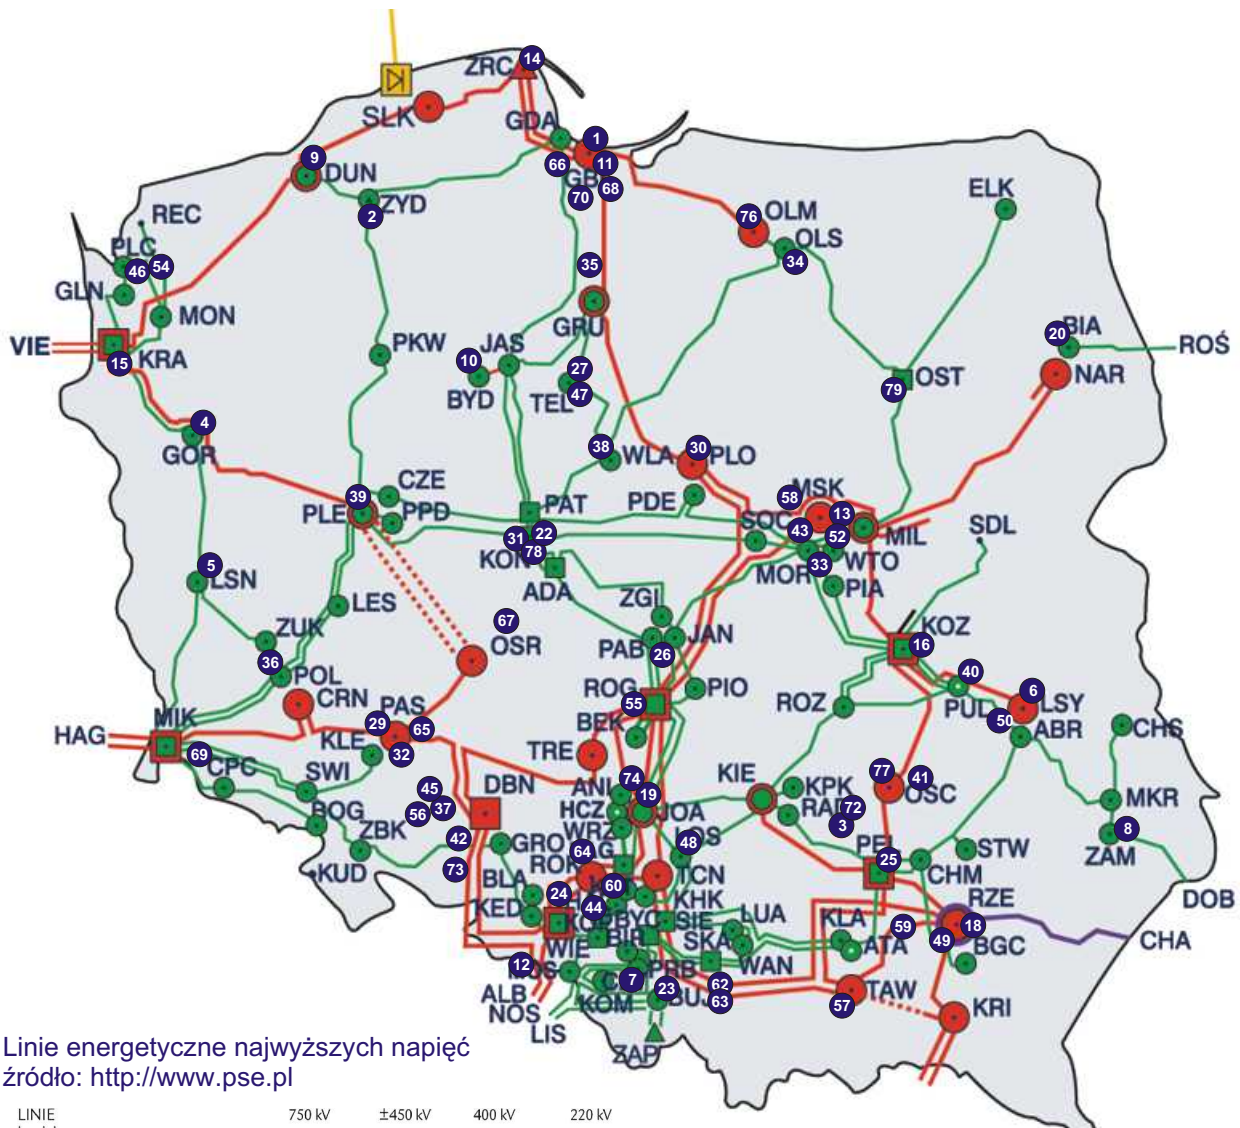 14
ZRC
SLK
GDA
1
9
66
11
DUN
GB
68
70
ELK
ZYD
2
REC
76
OLM
OLS
PLC
46
54
34
35
GLN
MON
GRU
20
BIA
VIE
ROŚ
PKW
JAS
10
KRA
15
27
NAR
BYD
TEL
47
OST
79
4
GOR
38
WLA
30
PLO
CZE
39
PDE
58
MSK
PLE
PPD
PAT
13
SOC
43
52
MIL
SDL
31
22
KON
78
WTO
5
LSN
ADA
MOR
33
PIA
ZGI
LES
67
ZUK
OSR
PAB
JAN
26
KOZ
16
36
POL
40
CRN
ROG
55
PIO
6
LSY
MIK
PAS
29
65
BEK
ROZ
PUL
50
ABR
CHS
HAG
69
KLE
32
TRE
CPC
SWI
45
DBN
ANI
74
KIE
KPK
77
41
OSC
MKR
BOG
56
37
HCZ
19
JOA
RAD
72
3
8
ZAM
ZBK
42
GRO
WRZ
LOS
48
PEL
STW
KUD
73
64
ROK
25
CHM
BLA
TCN
RZE
DOB
KED
24
60
KHK
44
BYC
SIE
LUA
KLA
59
18
CHA
WIE
BIR
SKA
ATA
49
BGC
12
MOS
PRB
WAN
ALB
7
23
62
TAW
NOS
KOM
BUJ
63
57
KRI
LIS
ZAP
Linie energetyczne najwyższych napięć
źródło: http://www.pse.pl
LINIE 750 kV ±450 kV 400 kV 220 kV